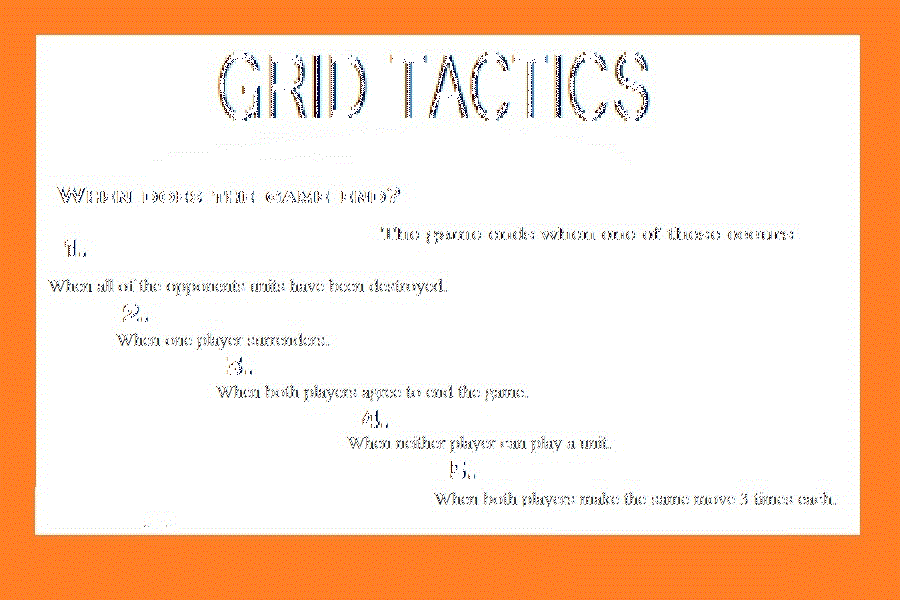 GRID TACTICS
WHEN DOES THE GAME END?
The game ends when one of these occurs:
1..
When all of the opponents units have been destroyed.
2..
When one player surrenders.
3..
When both players agree to end the game.
4..
When neither player can play a unit.
5..
When both players make the same move 3 times each.